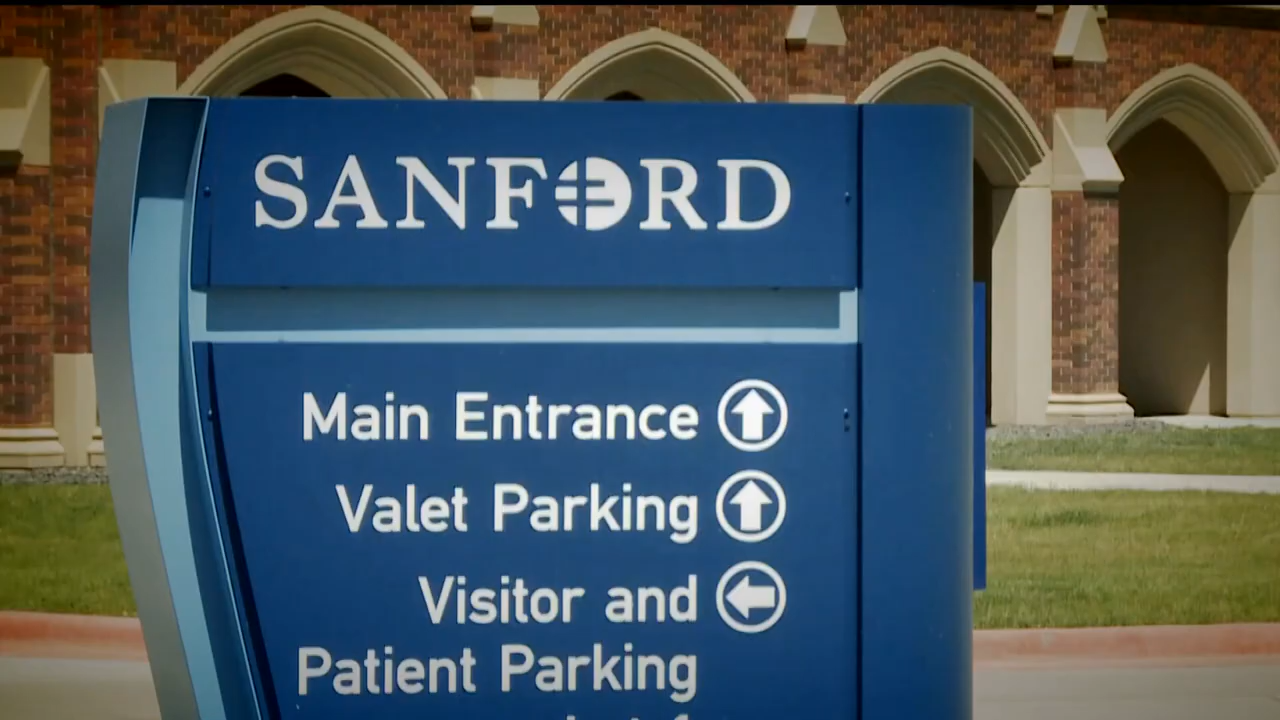 SANFORD
Main Entrance
Valet Parking
Visitor and
Patient Parking